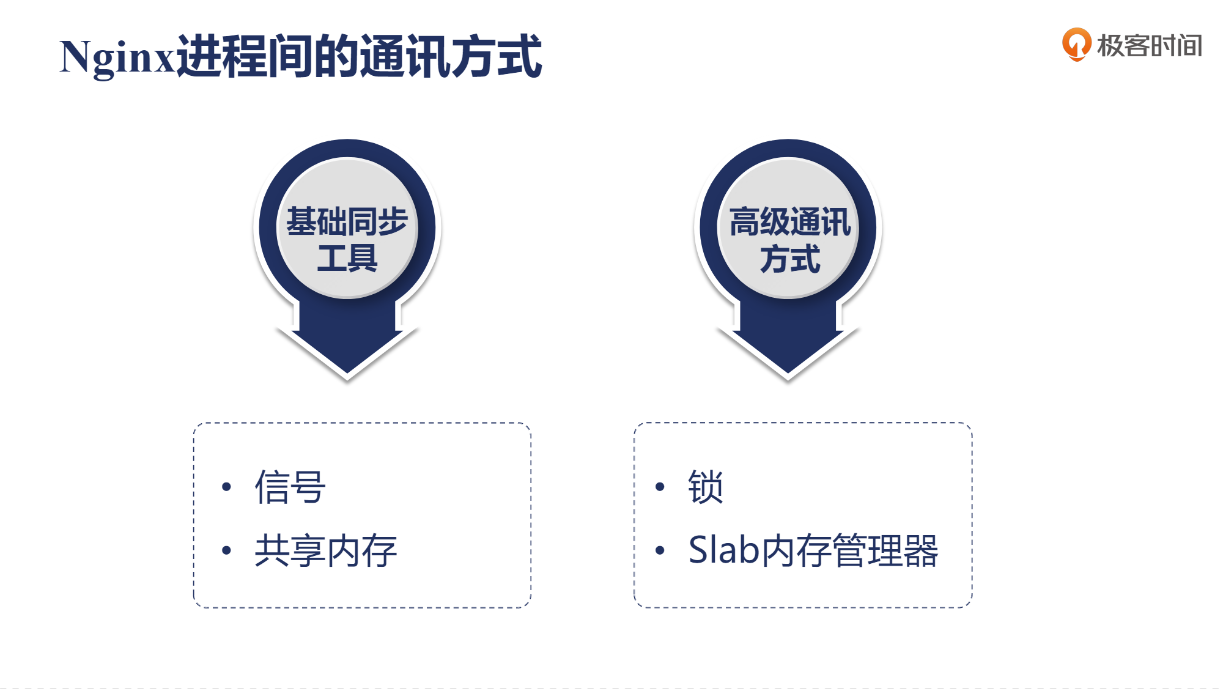 Nginx进程间的通讯方式
极客时间
基础同步
工具
高级通讯
方式
• 信号
• 共享内存
• 锁
• Slab内存管理器